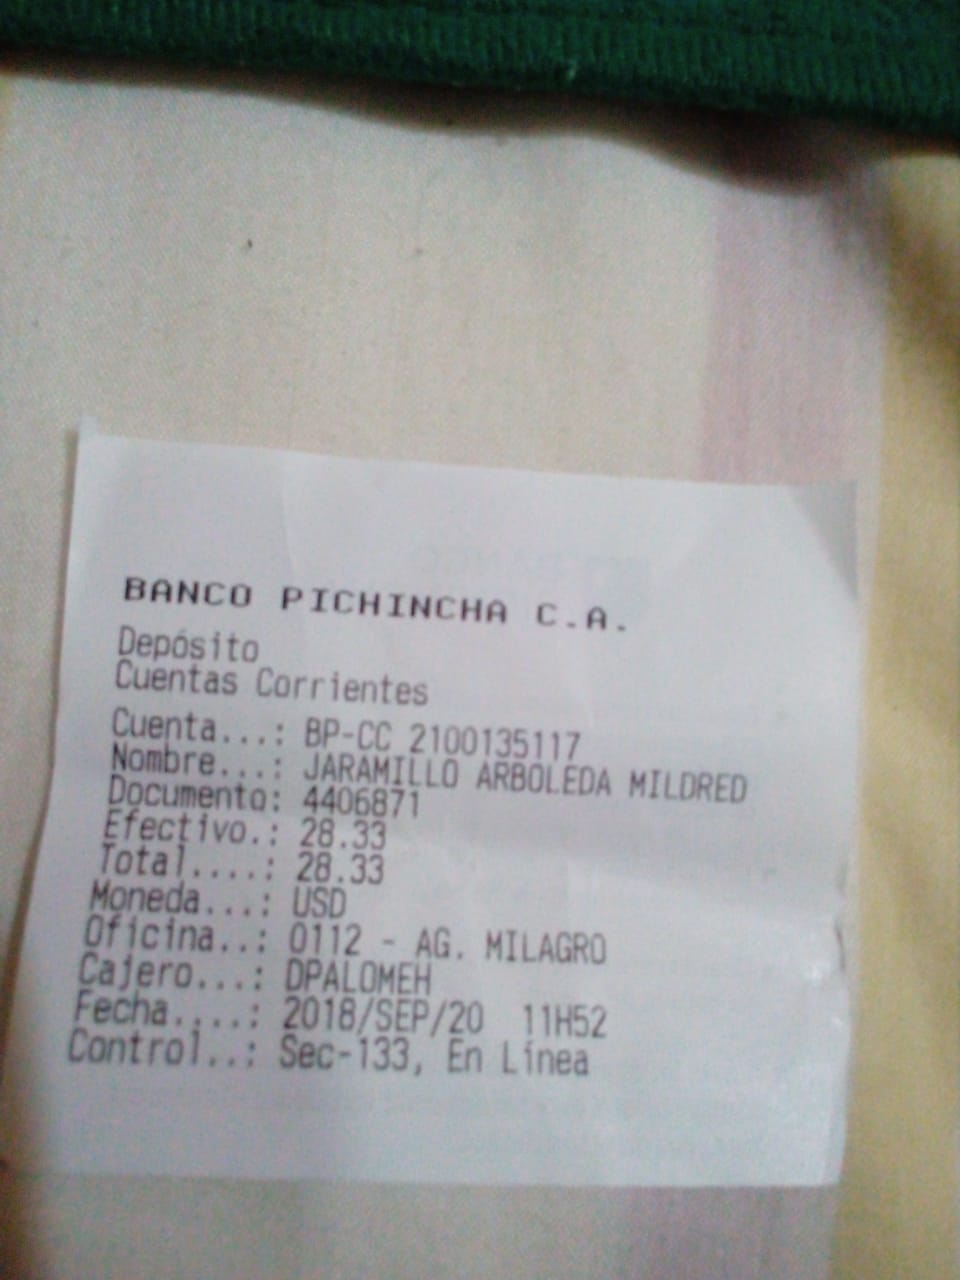 BANCO PICHINCHA C.A.
Depósito
Cuentas Corrientes
Cuenta...: BP-CC 2100135117
Nombre...: JARAMILLO ARBOLEDA MILDRED
Documento: 4406871
Efectivo.: 28.33
Total....: 28.33
Moneda...: USD
Oficina..: 0112 - AG. MILAGRO
Cajero...: DPALOMEH
Fecha....: 2018/SEP/20 11H52
Control..: Sec-133, En Línea